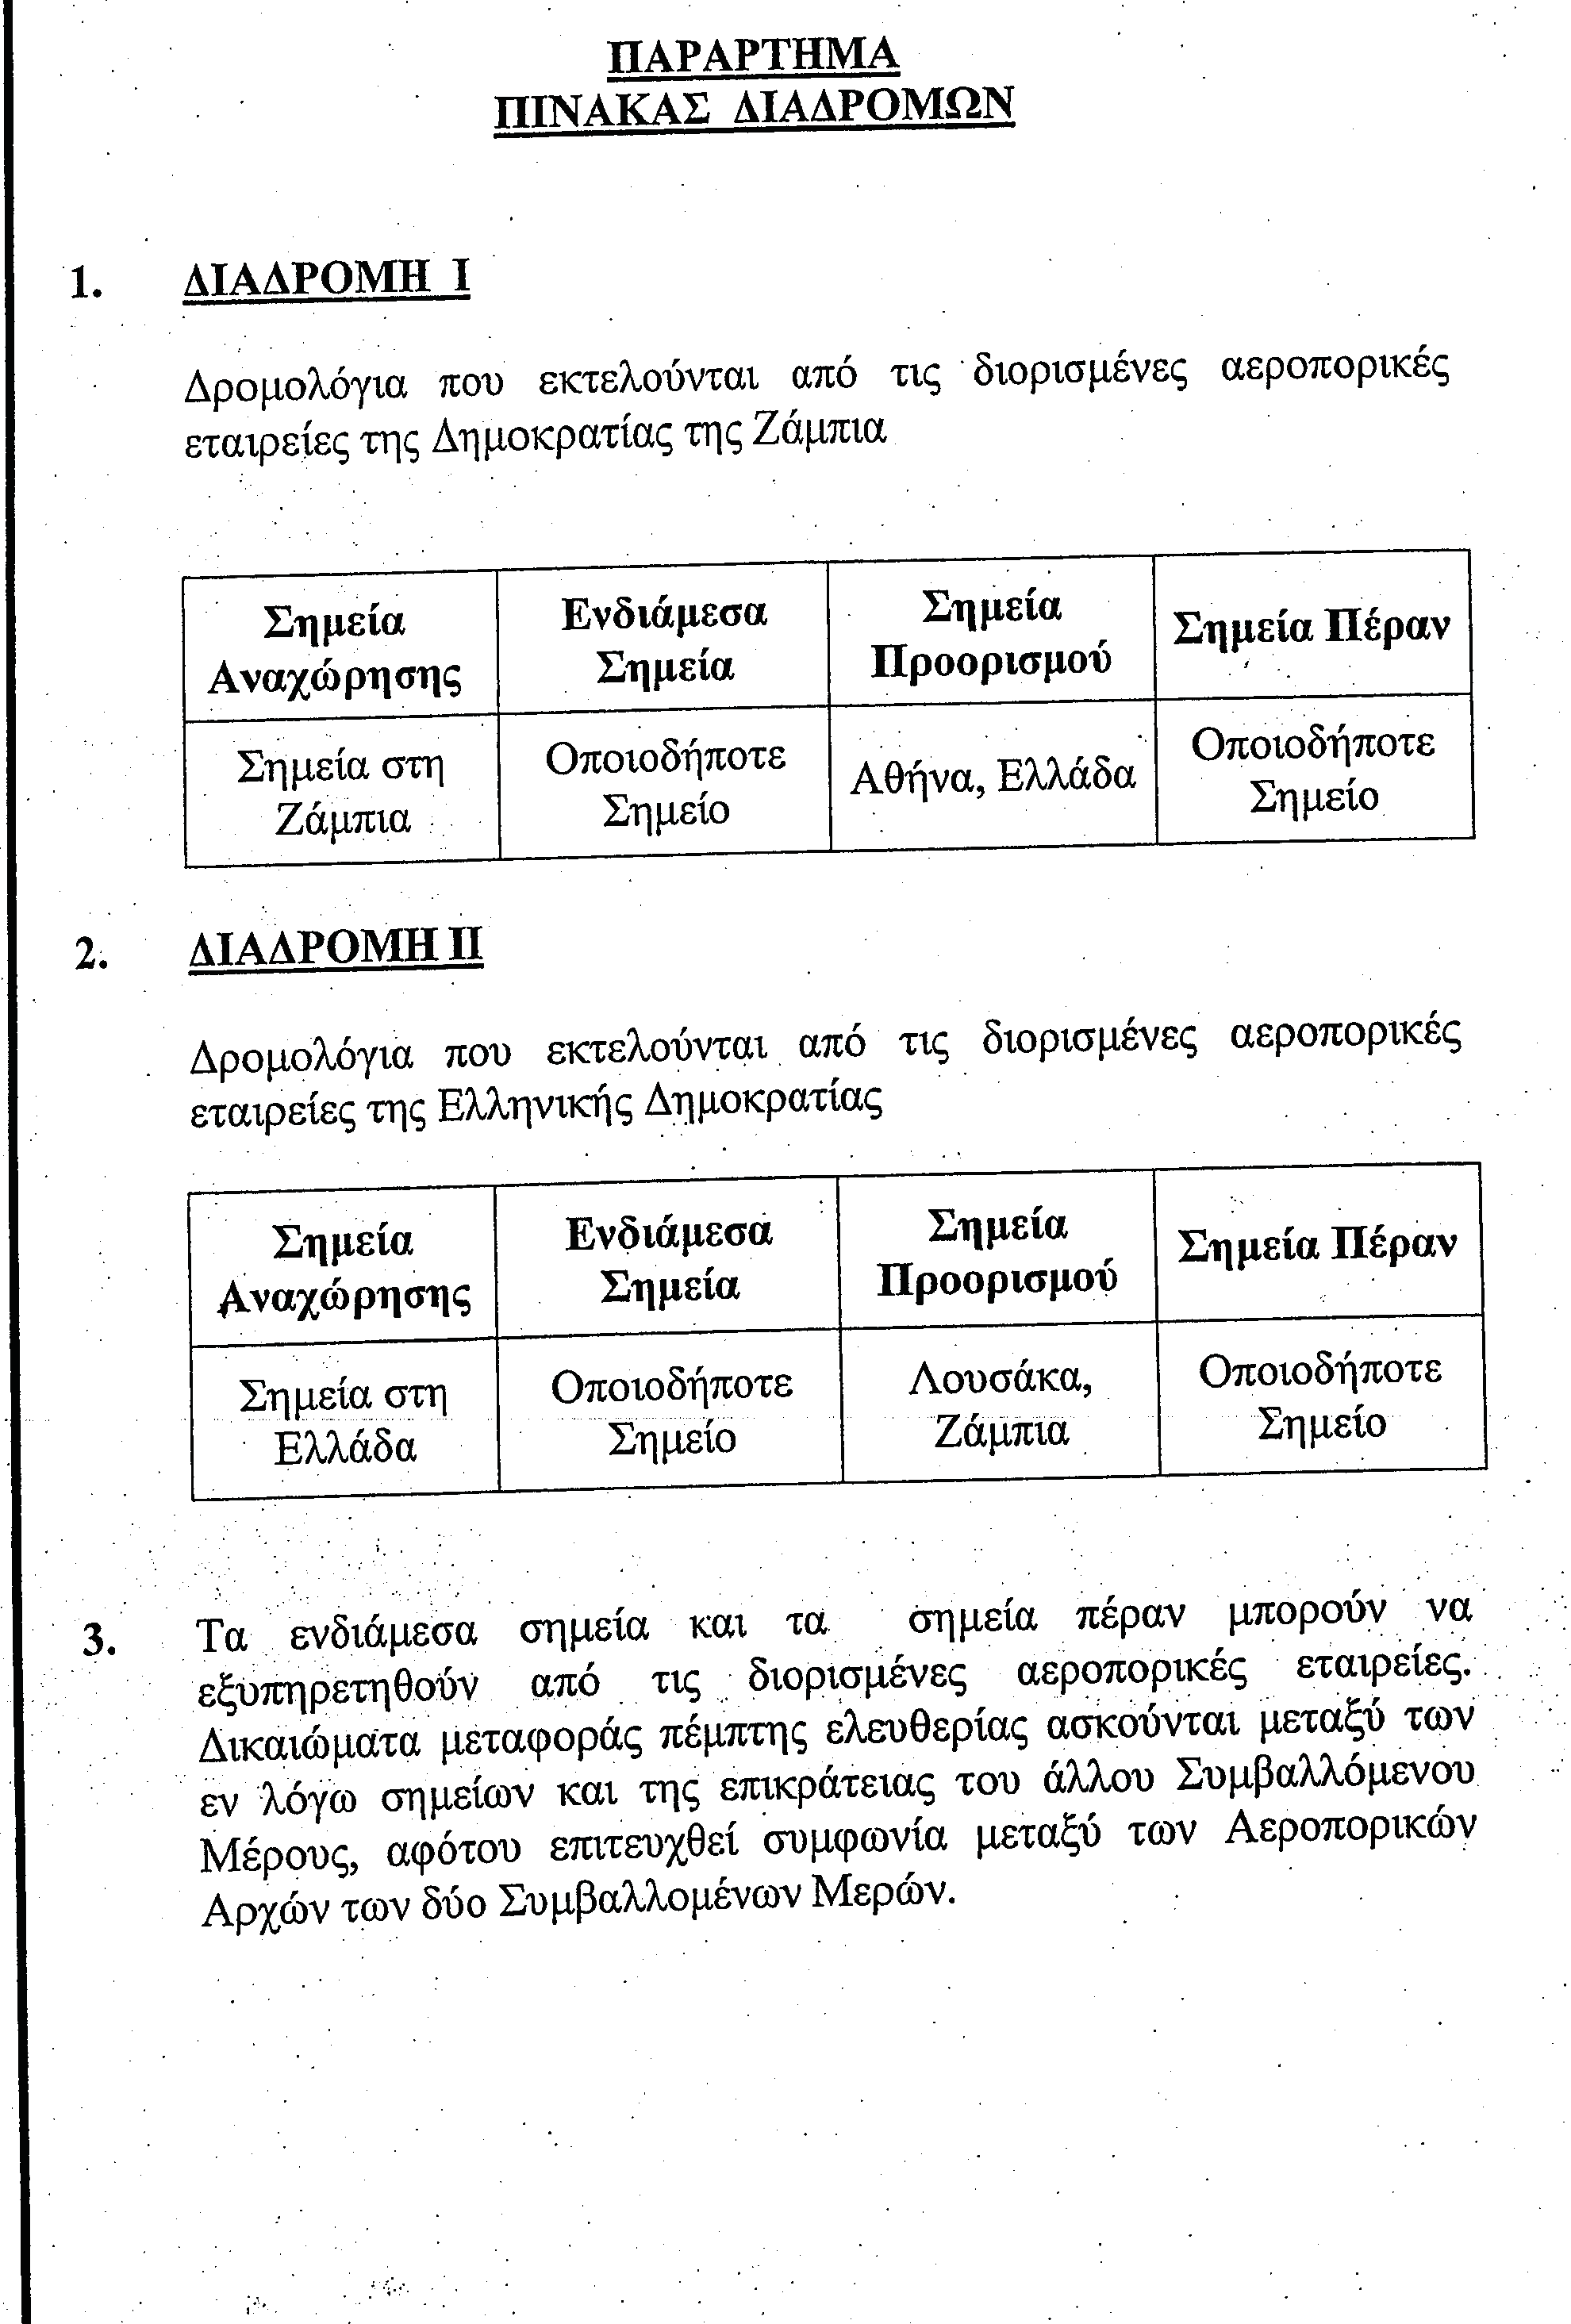 ΠΑΡΑΡΤΗΜΑ
ΠΙΝΑΚΑΣ ΔΙΑΔΡΟΜΩΝ
1. ΔΙΑΔΡΟΜΗ Ι
Δρομολόγια που εκτελούνται από τις διορισμένες αεροπορικές
εταιρείες της Δημοκρατίας της Ζάμπια
Σημεία
Αναχώρησης
Ενδιάμεσα
Σημεία
Σημεία
Προορισμού
Σημεία Πέραν
Σημεία στη
Ζάμπια
Οποιοδήποτε
Σημείο
Αθήνα, Ελλάδα
Οποιοδήποτε
Σημείο
2. ΔΙΑΔΡΟΜΗ ΙΙ
Δρομολόγια που εκτελούνται από τις διορισμένες αεροπορικές
εταιρείες της Ελληνικής Δημοκρατίας
Σημεία
Αναχώρησης
Ενδιάμεσα
Σημεία
Σημεία
Προορισμού
Σημεία Πέραν
Σημεία στη
Ελλάδα
Οποιοδήποτε
Σημείο
Λουσάκα,
Ζάμπια
Οποιοδήποτε
Σημείο
3. Τα ενδιάμεσα σημεία και τα σημεία πέραν μπορούν να
εξυπηρετηθούν από τις διορισμένες αεροπορικές εταιρείες.
Δικαιώματα μεταφοράς πέμπτης ελευθερίας ασκούνται μεταξύ των
εν λόγω σημείων και της επικράτειας του άλλου Συμβαλλόμενου
Μέρους, αφότου επιτευχθεί συμφωνία μεταξύ των Αεροπορικών
Αρχών των δύο Συμβαλλομένων Μερών.